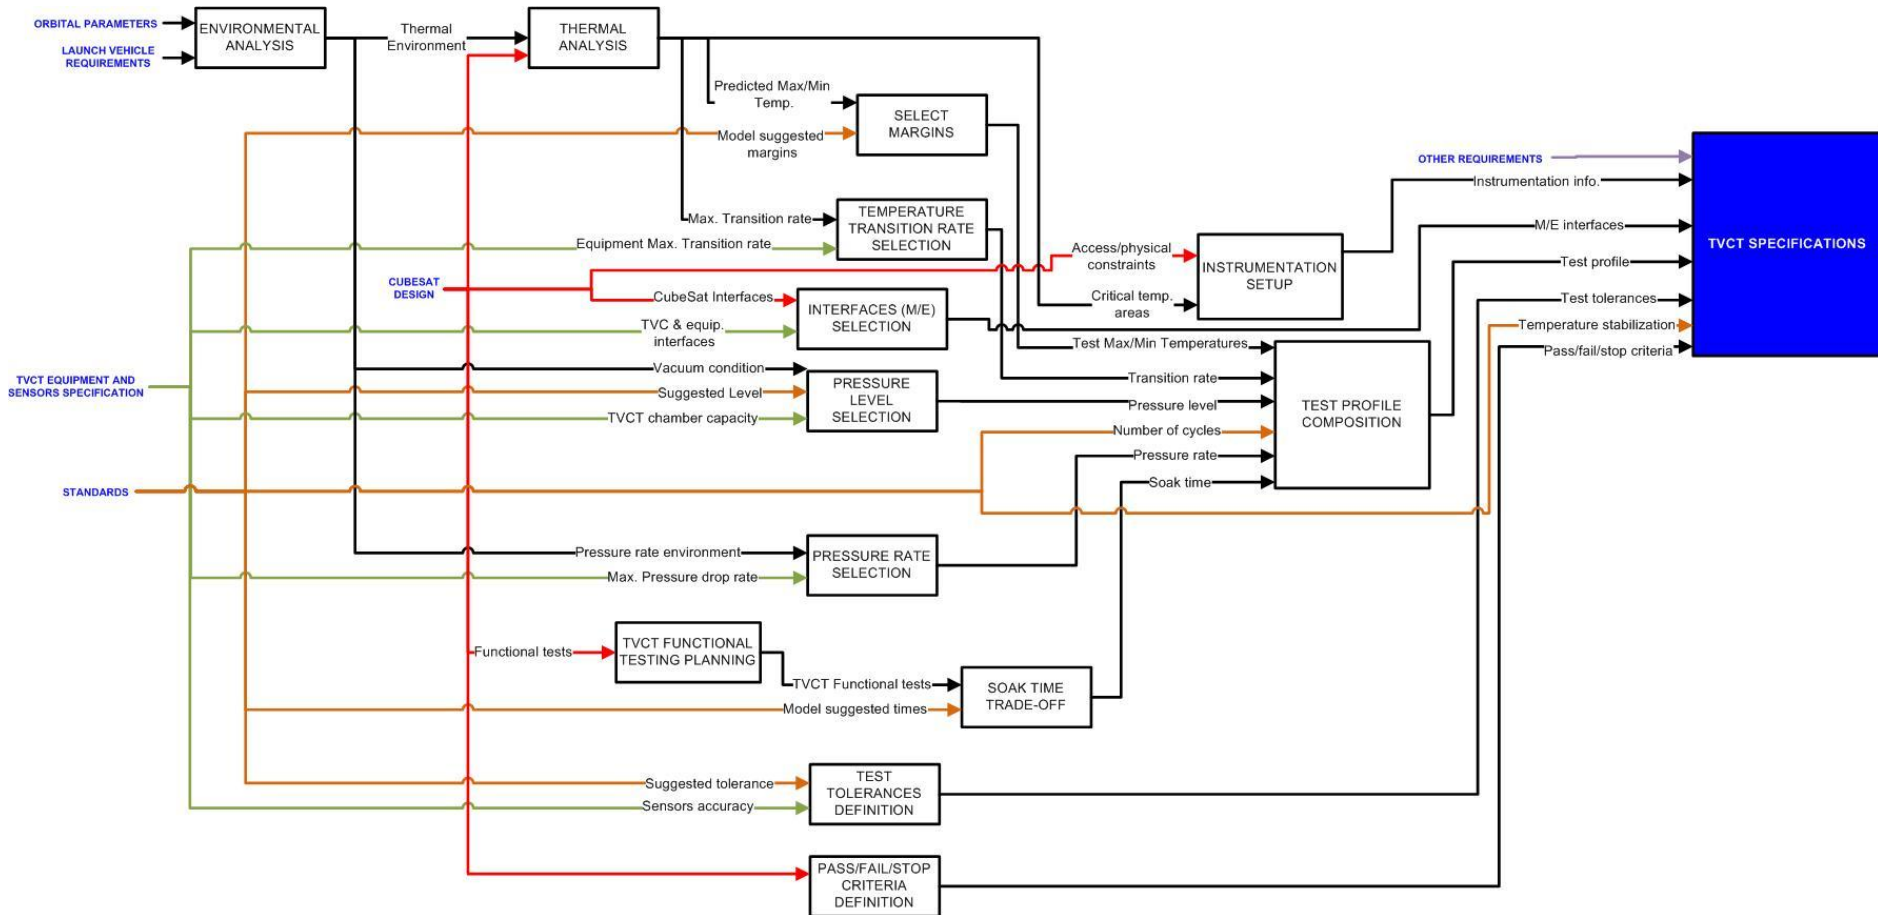 ORBITAL PARAMETERS
LAUNCH VEHICLE
REQUIREMENTS
ENVIRONMENTAL
ANALYSIS
Thermal
Environment
THERMAL
ANALYSIS
Predicted Max/Min
Temp.
Model suggested
margins
SELECT
MARGINS
OTHER REQUIREMENTS
Instrumentation info.
M/E interfaces
Test profile
Test tolerances
Temperature stabilization
Pass/fail/stop criteria
TVCT SPECIFICATIONS
Max. Transition rate
Equipment Max. Transition rate
TEMPERATURE
TRANSITION RATE
SELECTION
CUBESAT
DESIGN
Access/physical
constraints
Critical temp.
areas
INSTRUMENTATION
SETUP
CubeSat Interfaces
TVC & equip.
interfaces
INTERFACES (M/E)
SELECTION
TVCT EQUIPMENT AND
SENSORS SPECIFICATION
Vacuum condition
Suggested Level
TVCT chamber capacity
PRESSURE
LEVEL
SELECTION
Test Max/Min Temperatures
Transition rate
Pressure level
Number of cycles
Pressure rate
Soak time
TEST PROFILE
COMPOSITION
STANDARDS
Pressure rate environment
Max. Pressure drop rate
PRESSURE RATE
SELECTION
Functional tests
TVCT FUNCTIONAL
TESTING PLANNING
TVCT Functional tests
Model suggested times
SOAK TIME
TRADE-OFF
Suggested tolerance
Sensors accuracy
TEST
TOLERANCES
DEFINITION
PASS/FAIL/STOP
CRITERIA
DEFINITION